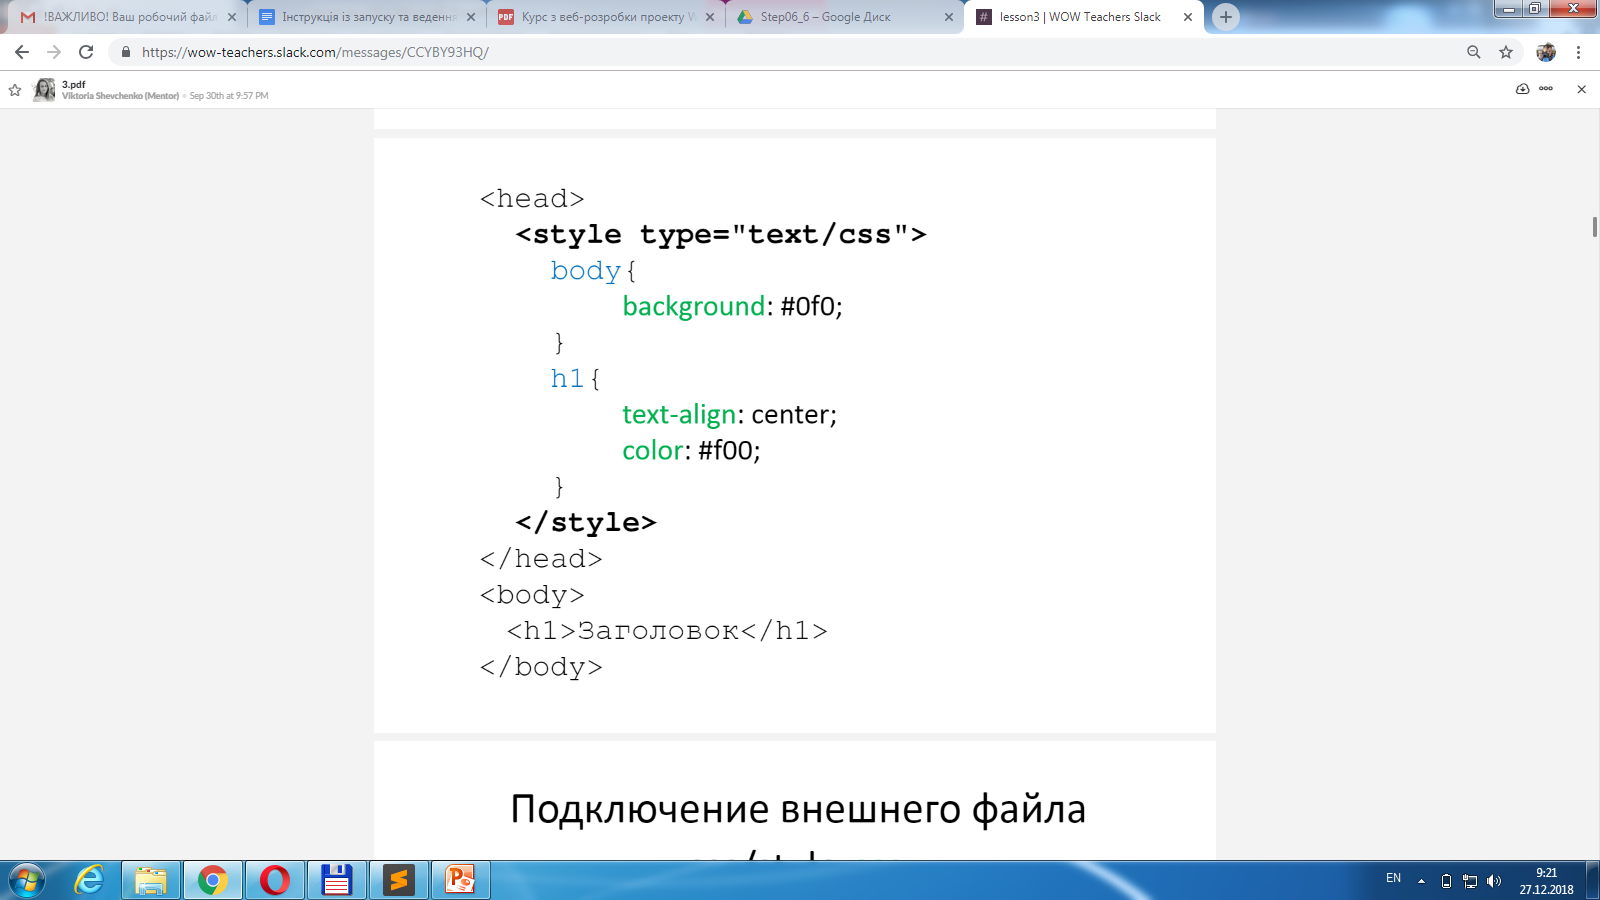 !ВАЖЛИВО! Ваш робочий файл
Інструкція із запуску та ведення
PDF
Курс з веб-розробки проекту
Step06_6 – Google Диск
# lesson3 | WOW Teachers Slack
https://wow-teachers.slack.com/messages/CCYBY93HQ/
3.pdf
Viktoria Shevchenko (Mentor) Sep 30th at 9:57 PM
<head>
<style type="text/css">
body{
background: #0f0;
}
h1{
text-align: center;
color: #f00;
}
</style>
</head>
<body>
<h1>Заголовок</h1>
</body>
Подключение внешнего файла
EN
9:21
27.12.2018